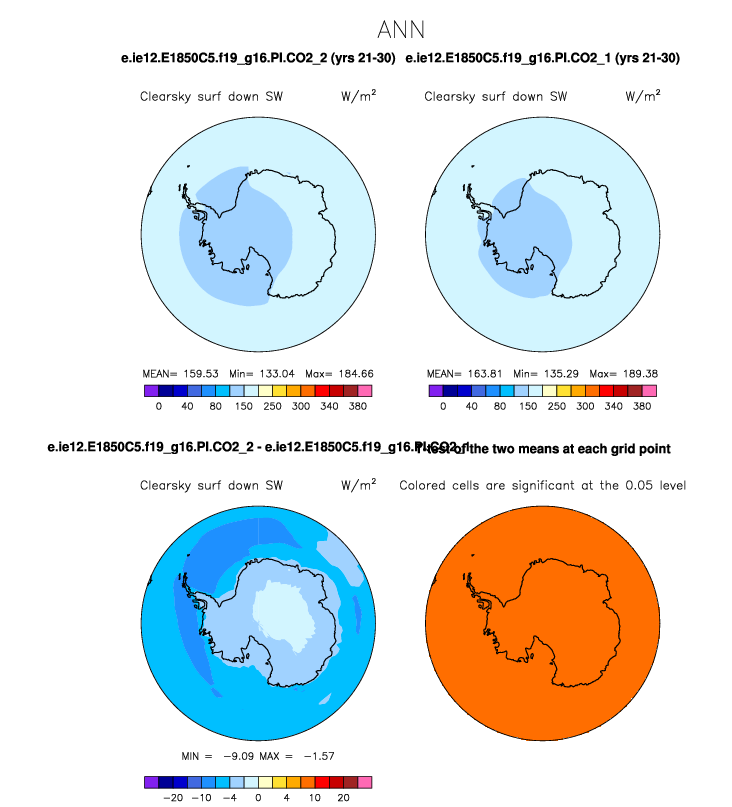 ANN
e.ie12.E1850C5.f19_g16.PI.CO2_2 (yrs 21-30) e.ie12.E1850C5.f19_g16.PI.CO2_1 (yrs 21-30)
Clearsky surf down SW W/m² Clearsky surf down SW W/m²
MEAN= 159.53 Min= 133.04 Max= 184.66 MEAN= 163.81 Min= 135.29 Max= 189.38
0 40 80 150 250 300 340 380 0 40 80 150 250 300 340 380
e.ie12.E1850C5.f19_g16.PI.CO2_2 - e.ie12.E1850C5.f19_g16.PI.CO2_1 T-test of the two means at each grid point
Clearsky surf down SW W/m² Colored cells are significant at the 0.05 level
MIN = −9.09 MAX = −1.57
−20 −10 −4 0 4 10 20